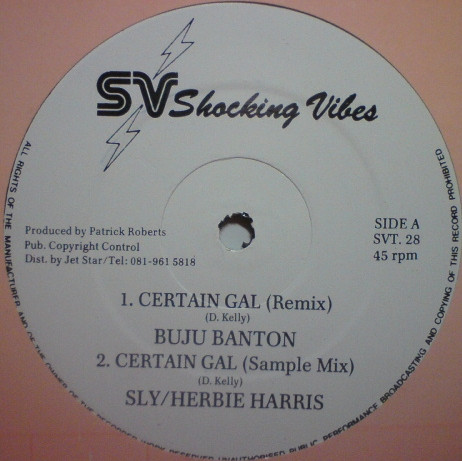 SV Shocking Vibes
Produced by Patrick Roberts
Pub. Copyright Control
Dist. by Jet Star/Tel: 081-961 5818
SIDE A
SVT. 28
45 rpm
1. CERTAIN GAL (Remix)
(D. Kelly)
BUJU BANTON
2. CERTAIN GAL (Sample Mix)
(D. Kelly)
SLY/HERBIE HARRIS
ALL RIGHTS OF THE MANUFACTURER AND OF THE OWNER OF THE RECORDED WORK RESERVED UNAUTHORISED PUBLIC PERFORMANCE BROADCASTING AND COPYING OF THIS RECORD PROHIBITED